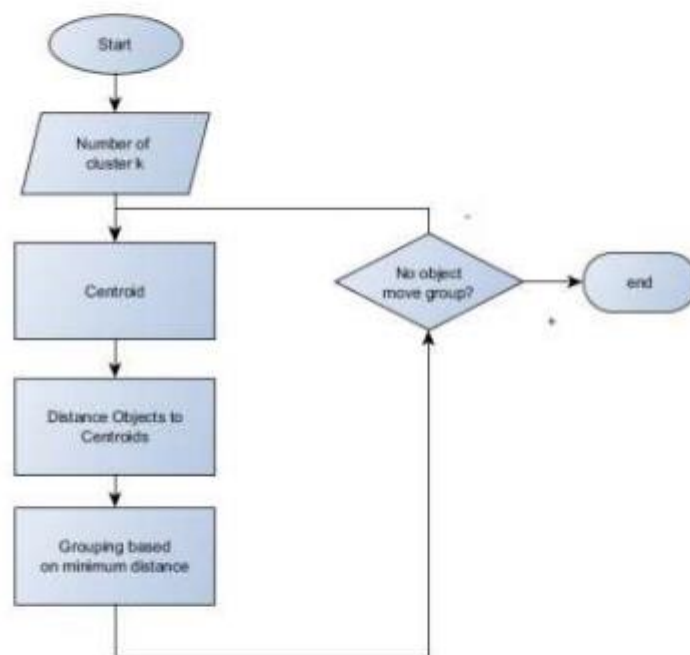 Start
Number of
cluster k
Centroid
Distance Objects to
Centroids
Grouping based
on minimum distance
-
No object
move group?
+
end